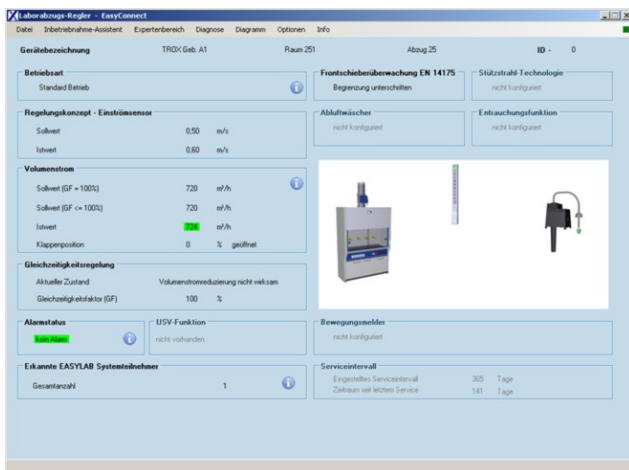 Laborabzugs-Regler - EasyConnect
Datei Inbetriebnahme-Assistent Expertenbereich Diagnose Diagramm Optionen Info
Gerätebezeichnung TROX Geb. A1 Raum 251 Abzug 25 ID - 0
Betriebsart
Standard Betrieb
Frontschieberüberwachung EN 14175
Begrenzung unterschritten
Stützstrahl-Technologie
nicht konfiguriert
Regelungskonzept - Einströmsensor
Sollwert 0,50 m/s
Istwert 0,60 m/s
Abluftwäscher
nicht konfiguriert
Entrauchungsfunktion
nicht konfiguriert
Volumenstrom
Sollwert (GF = 100%) 720 m³/h
Sollwert (GF <= 100%) 720 m³/h
Istwert 724 m³/h
Klappenposition 0 % geöffnet
Gleichzeitigkeitsregelung
Aktueller Zustand Volumenstromreduzierung nicht wirksam
Gleichzeitigkeitsfaktor (GF) 100 %
Alarmstatus
kein Alarm
USV-Funktion
nicht vorhanden
Bewegungsmelder
nicht konfiguriert
Erkannte EASYLAB Systemteilnehmer
Gesamtanzahl 1
Serviceintervall
Eingestelltes Serviceintervall 365 Tage
Zeitraum seit letztem Service 141 Tage